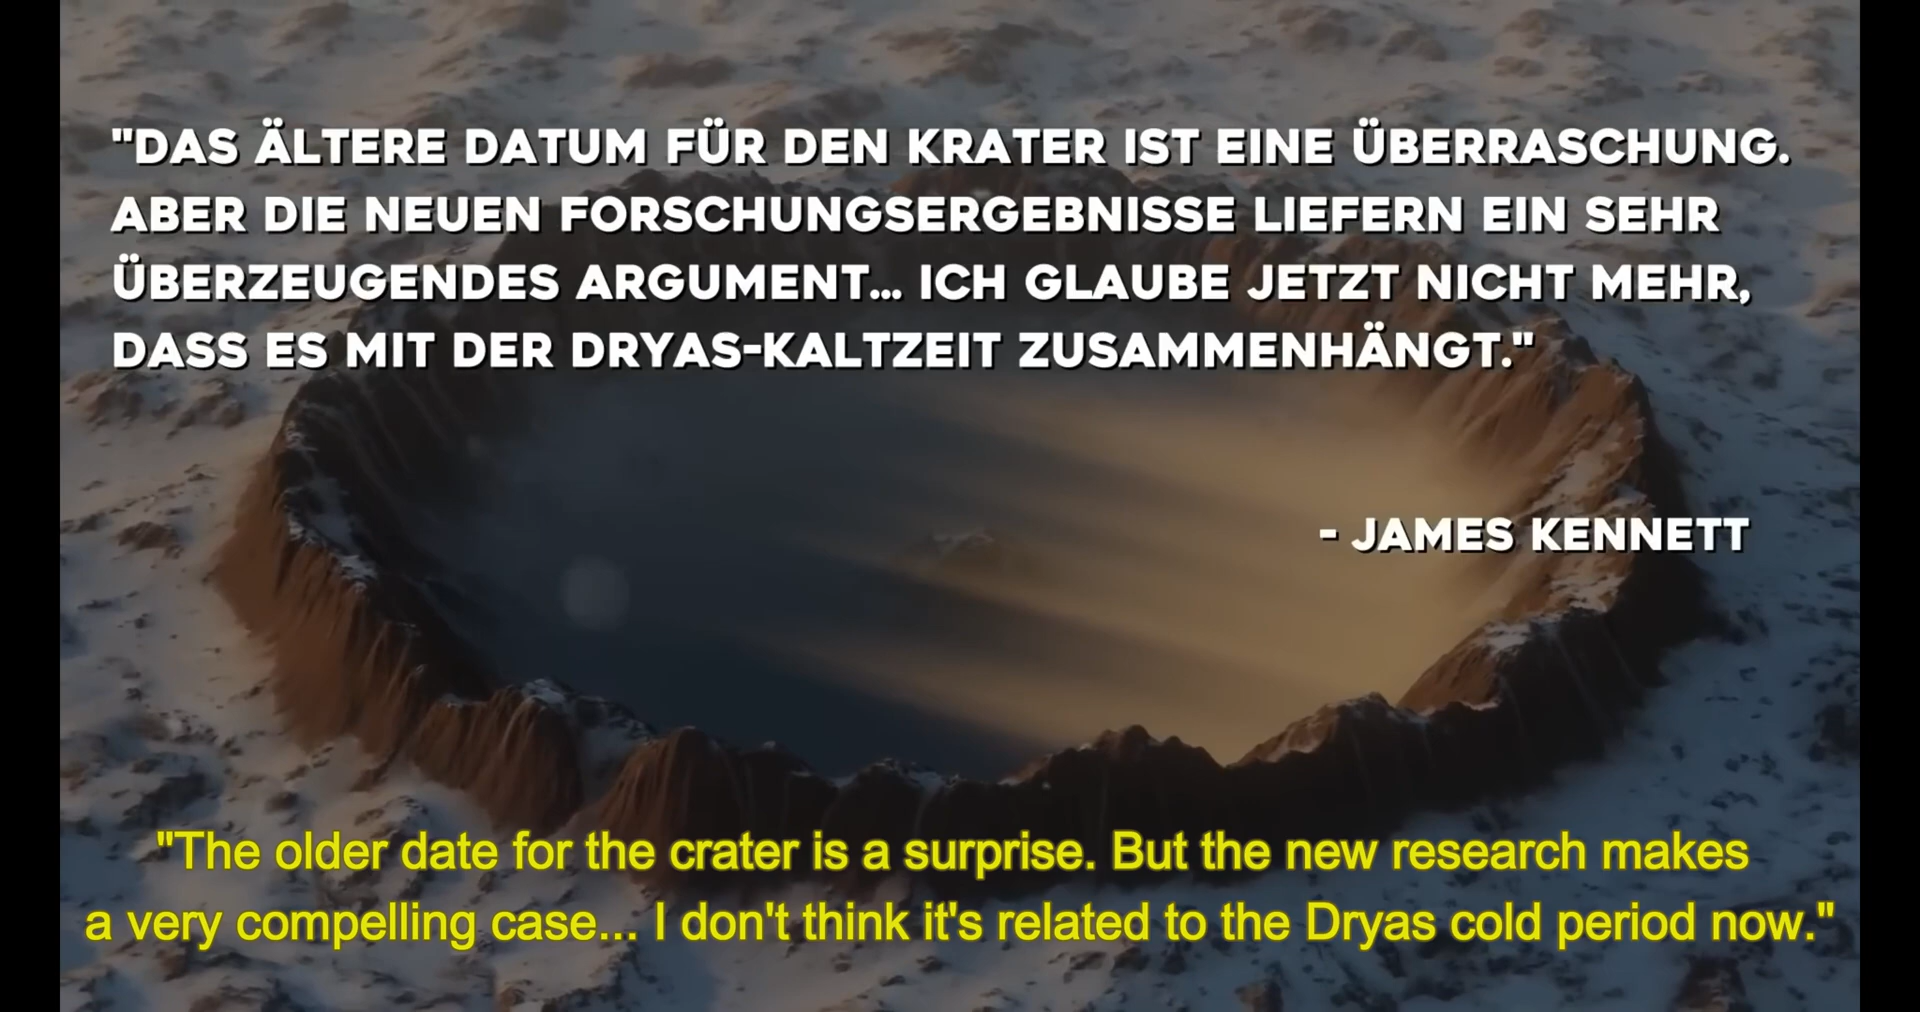 "DAS ÄLTERE DATUM FÜR DEN KRATER IST EINE ÜBERRASCHUNG.
ABER DIE NEUEN FORSCHUNGSERGEBNISSE LIEFERN EIN SEHR
ÜBERZEUGENDES ARGUMENT... ICH GLAUBE JETZT NICHT MEHR,
DASS ES MIT DER DRYAS-KALTZEIT ZUSAMMENHÄNGT."
- JAMES KENNETT
"The older date for the crater is a surprise. But the new research makes
a very compelling case... I don't think it's related to the Dryas cold period now."